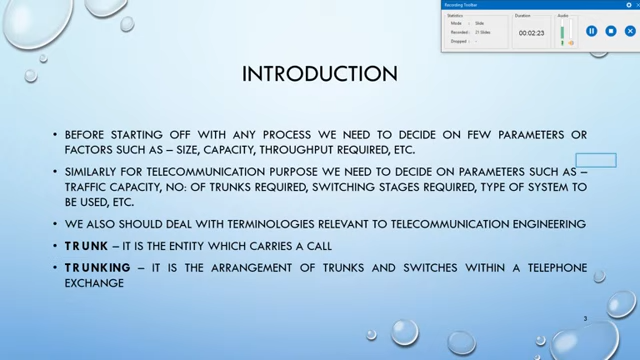 Recording Toolbar
Statistics
Duration
Audio
Mode : Slide
Recorded : 21 Slides
Dropped : -
00:02:23
INTRODUCTION
• BEFORE STARTING OFF WITH ANY PROCESS WE NEED TO DECIDE ON FEW PARAMETERS OR
FACTORS SUCH AS – SIZE, CAPACITY, THROUGHPUT REQUIRED, ETC.
• SIMILARLY FOR TELECOMMUNICATION PURPOSE WE NEED TO DECIDE ON PARAMETERS SUCH AS –
TRAFFIC CAPACITY, NO: OF TRUNKS REQUIRED, SWITCHING STAGES REQUIRED, TYPE OF SYSTEM TO
BE USED, ETC.
• WE ALSO SHOULD DEAL WITH TERMINOLOGIES RELEVANT TO TELECOMMUNICATION ENGINEERING
• TRUNK – IT IS THE ENTITY WHICH CARRIES A CALL
• TRUNKING – IT IS THE ARRANGEMENT OF TRUNKS AND SWITCHES WITHIN A TELEPHONE
EXCHANGE
3